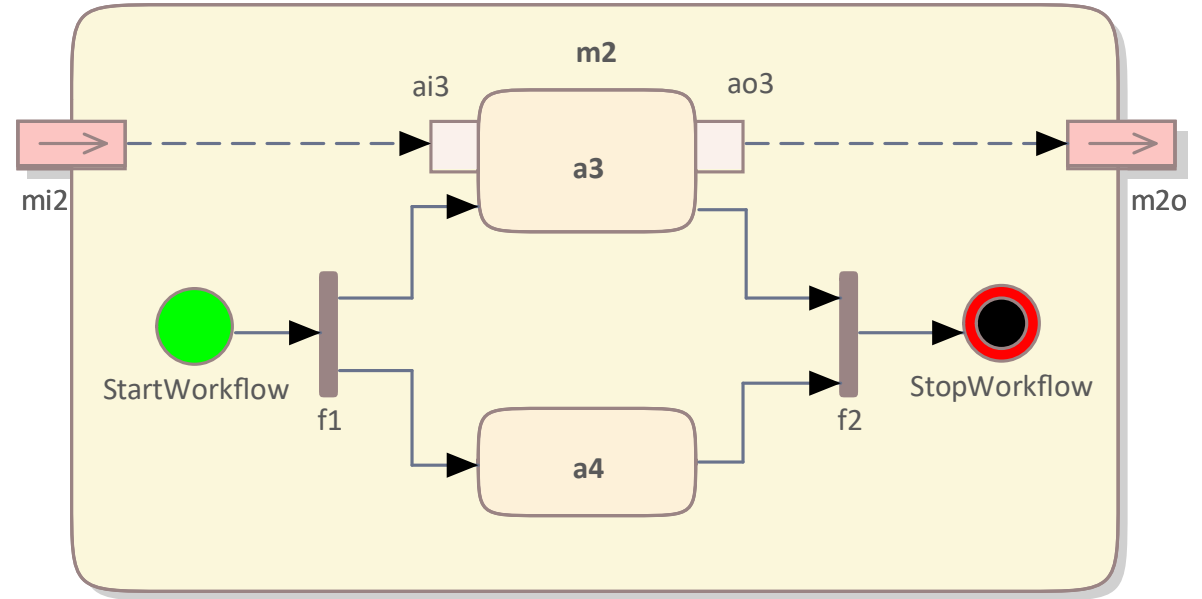 m2
ai3
ao3
a3
mi2
m2o
StartWorkflow
StopWorkflow
f1
f2
a4